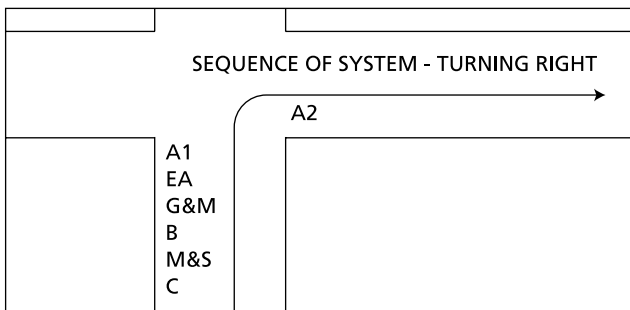 SEQUENCE OF SYSTEM - TURNING RIGHT
A2
A1
EA
G&M
B
M&S
C